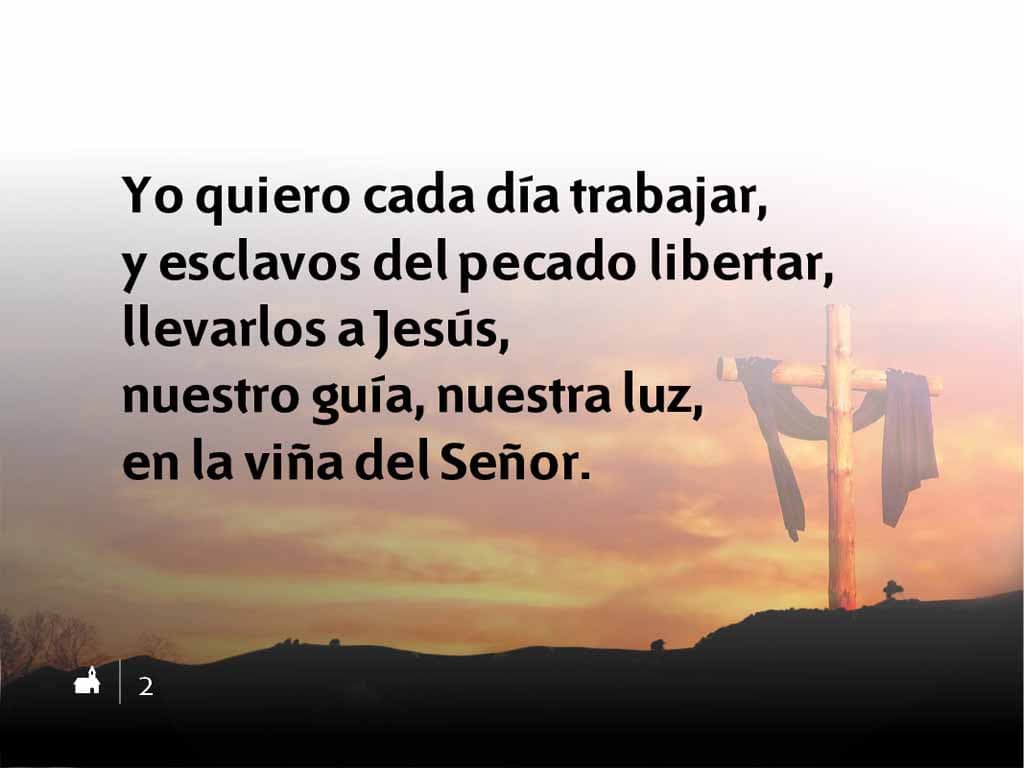 Yo quiero cada día trabajar,
y esclavos del pecado libertar,
llevarlos a Jesús,
nuestro guía, nuestra luz,
en la viña del Señor.
2